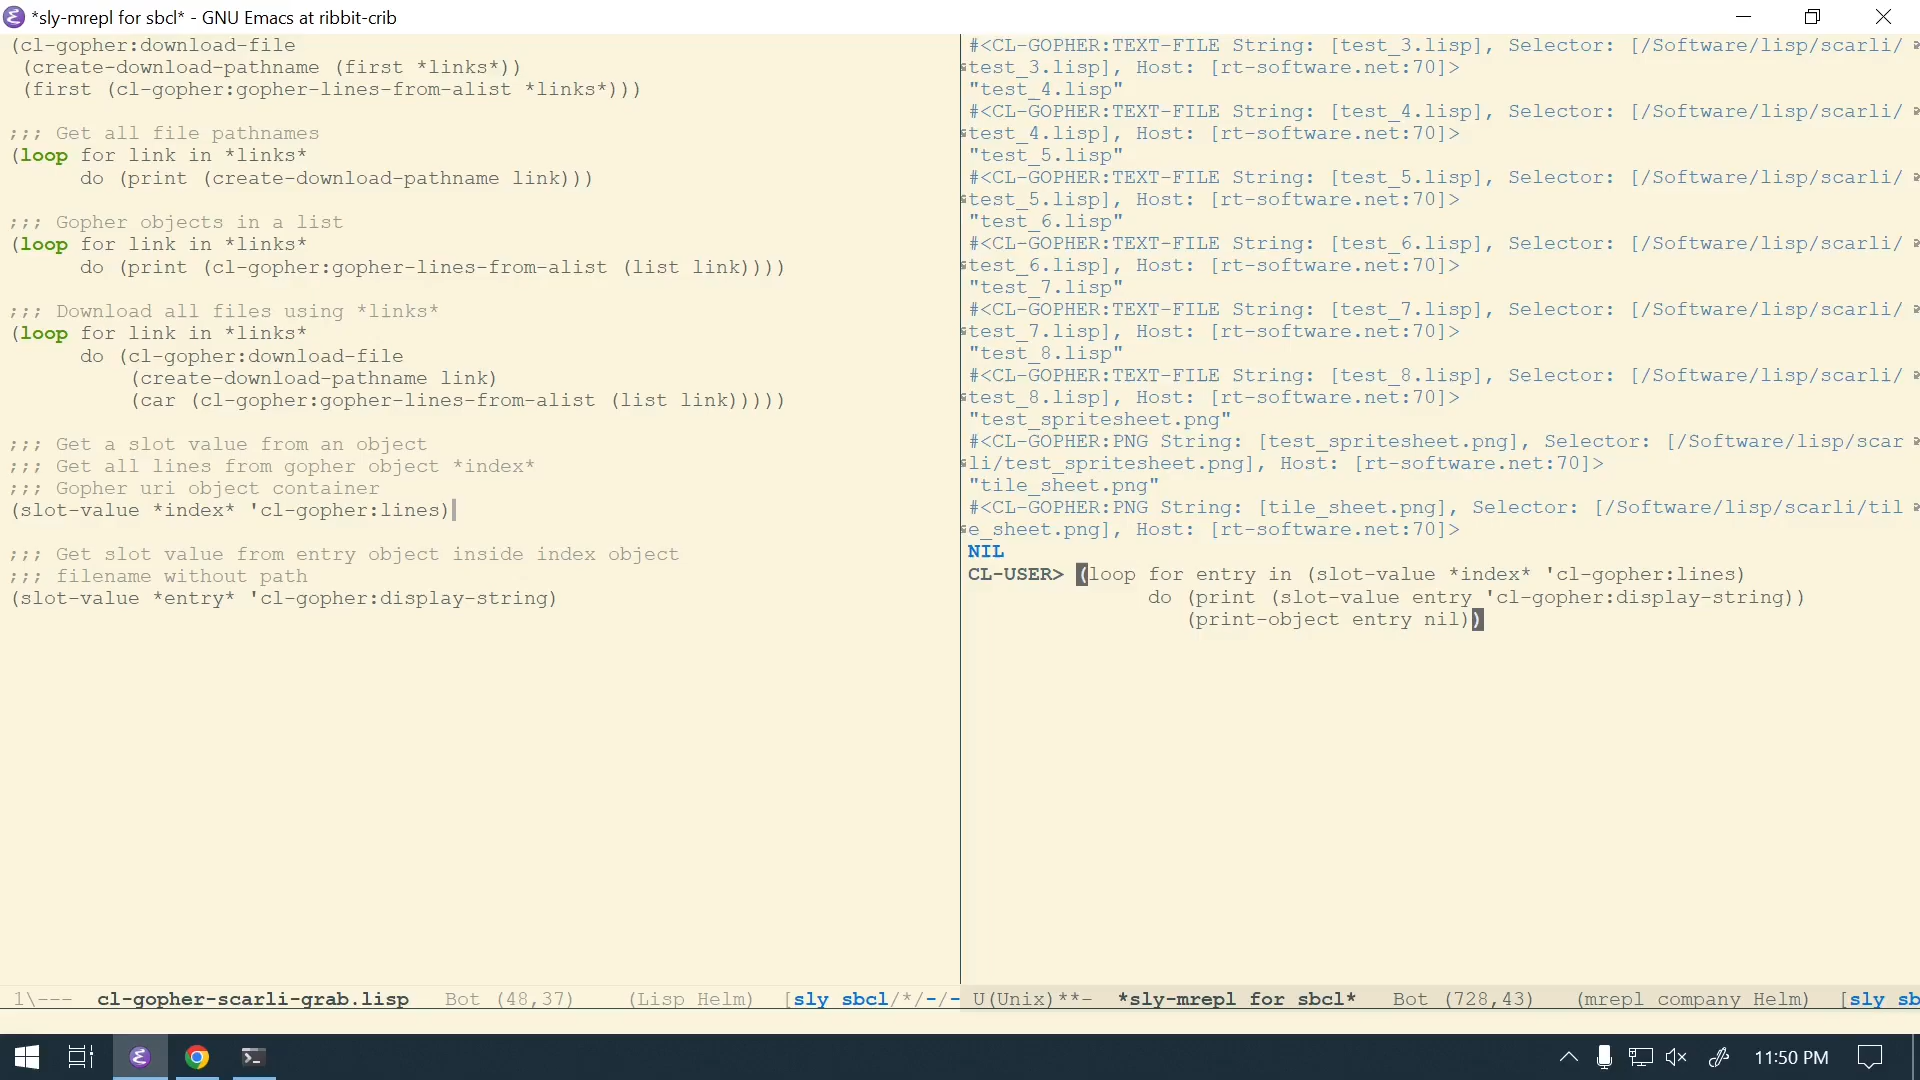 *sly-mrepl for sbcl* - GNU Emacs at ribbit-crib
(cl-gopher:download-file
(create-download-pathname (first *links*))
(first (cl-gopher:gopher-lines-from-alist *links*)))
;;; Get all file pathnames
(loop for link in *links*
do (print (create-download-pathname link)))
;;; Gopher objects in a list
(loop for link in *links*
do (print (cl-gopher:gopher-lines-from-alist (list link))))
;;; Download all files using *links*
(loop for link in *links*
do (cl-gopher:download-file
(create-download-pathname link)
(car (cl-gopher:gopher-lines-from-alist (list link)))))
;;; Get a slot value from an object
;;; Get all lines from gopher object *index*
;;; Gopher uri object container
(slot-value *index* 'cl-gopher:lines)
;;; Get slot value from entry object inside index object
;;; filename without path
(slot-value *entry* 'cl-gopher:display-string)
1\--- cl-gopher-scarli-grab.lisp Bot (48,37) (Lisp Helm) [sly sbcl/*/-/-
#<CL-GOPHER:TEXT-FILE String: [test_3.lisp], Selector: [/Software/lisp/scarli/
test_3.lisp], Host: [rt-software.net:70]>
"test_4.lisp"
#<CL-GOPHER:TEXT-FILE String: [test_4.lisp], Selector: [/Software/lisp/scarli/
test_4.lisp], Host: [rt-software.net:70]>
"test_5.lisp"
#<CL-GOPHER:TEXT-FILE String: [test_5.lisp], Selector: [/Software/lisp/scarli/
test_5.lisp], Host: [rt-software.net:70]>
"test_6.lisp"
#<CL-GOPHER:TEXT-FILE String: [test_6.lisp], Selector: [/Software/lisp/scarli/
test_6.lisp], Host: [rt-software.net:70]>
"test_7.lisp"
#<CL-GOPHER:TEXT-FILE String: [test_7.lisp], Selector: [/Software/lisp/scarli/
test_7.lisp], Host: [rt-software.net:70]>
"test_8.lisp"
#<CL-GOPHER:TEXT-FILE String: [test_8.lisp], Selector: [/Software/lisp/scarli/
test_8.lisp], Host: [rt-software.net:70]>
"test_spritesheet.png"
#<CL-GOPHER:PNG String: [test_spritesheet.png], Selector: [/Software/lisp/scar
li/test_spritesheet.png], Host: [rt-software.net:70]>
"tile_sheet.png"
#<CL-GOPHER:PNG String: [tile_sheet.png], Selector: [/Software/lisp/scarli/til
e_sheet.png], Host: [rt-software.net:70]>
NIL
CL-USER> (loop for entry in (slot-value *index* 'cl-gopher:lines)
do (print (slot-value entry 'cl-gopher:display-string))
(print-object entry nil))
U(Unix)**- *sly-mrepl for sbcl* Bot (728,43) (mrepl company Helm) [sly sb
11:50 PM